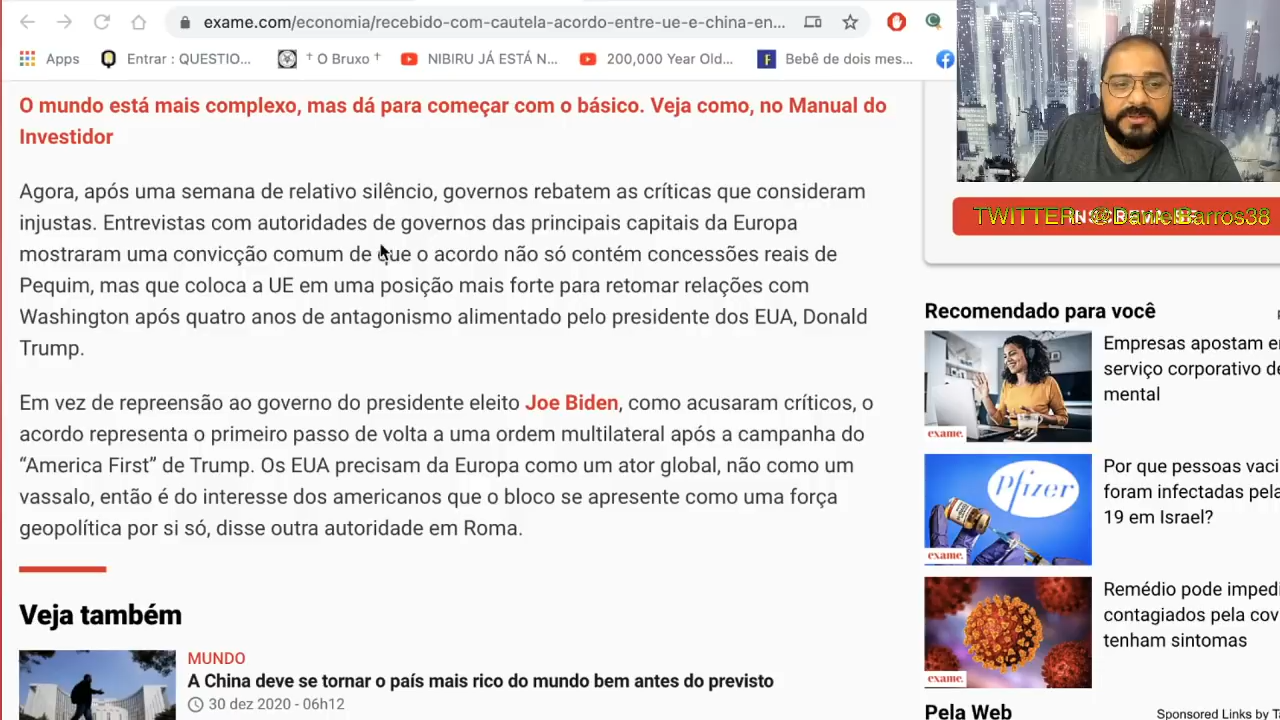 exame.com/economia/recebido-com-cautela-acordo-entre-ue-e-china-en...
Apps
Entrar : QUESTIO...
† O Bruxo †
NIBIRU JÁ ESTÁ N...
200,000 Year Old...
Bebê de dois mes...
O mundo está mais complexo, mas dá para começar com o básico. Veja como, no Manual do
Investidor
Agora, após uma semana de relativo silêncio, governos rebatem as críticas que consideram
injustas. Entrevistas com autoridades de governos das principais capitais da Europa
mostraram uma convicção comum de que o acordo não só contém concessões reais de
Pequim, mas que coloca a UE em uma posição mais forte para retomar relações com
Washington após quatro anos de antagonismo alimentado pelo presidente dos EUA, Donald
Trump.
Em vez de repreensão ao governo do presidente eleito Joe Biden, como acusaram críticos, o
acordo representa o primeiro passo de volta a uma ordem multilateral após a campanha do
“America First” de Trump. Os EUA precisam da Europa como um ator global, não como um
vassalo, então é do interesse dos americanos que o bloco se apresente como uma força
geopolítica por si só, disse outra autoridade em Roma.
Veja também
MUNDO
A China deve se tornar o país mais rico do mundo bem antes do previsto
30 dez 2020 - 06h12
TWITTER: @DanielBarros38
Recomendado para você
Empresas apostam e
serviço corporativo d
mental
exame.
Por que pessoas vaci
foram infectadas pel
19 em Israel?
Pfizer
exame.
Remédio pode impedi
contagiados pela cov
tenham sintomas
exame.
Pela Web
Sponsored Links by T